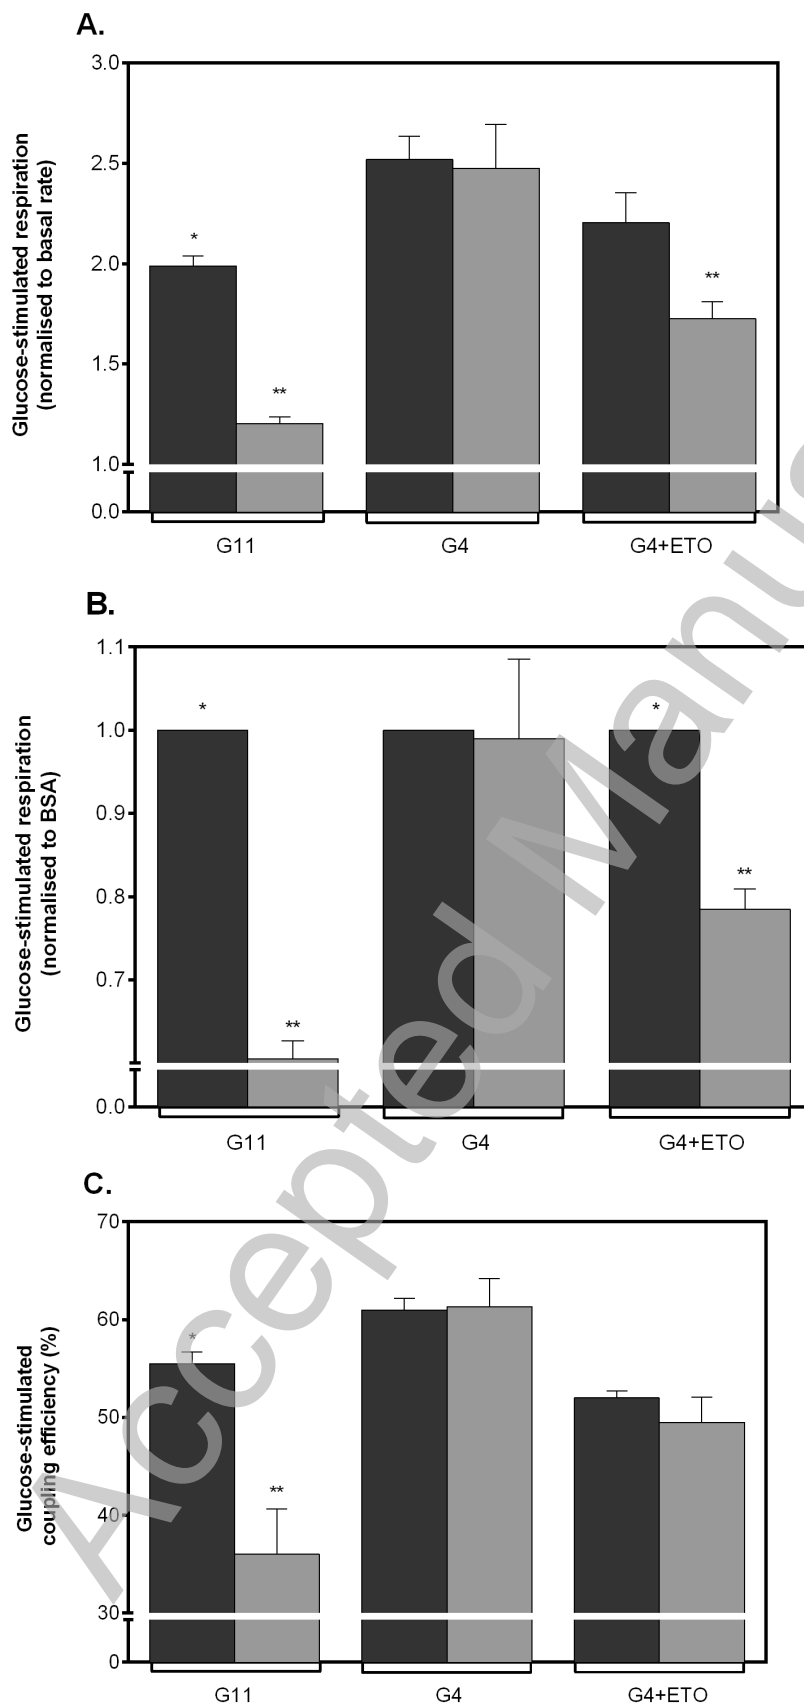 A.
Glucose-stimulated respiration
(normalised to basal rate)
3.0
2.5
2.0
1.5
1.0
0.0
*
**
**
G11
G4
G4+ETO
B.
Glucose-stimulated respiration
(normalised to BSA)
1.1
1.0
0.9
0.8
0.7
0.0
*
**
*
**
G11
G4
G4+ETO
C.
Glucose-stimulated
coupling efficiency (%)
70
60
50
40
30
0
*
**
G11
G4
G4+ETO
Accepted Manus